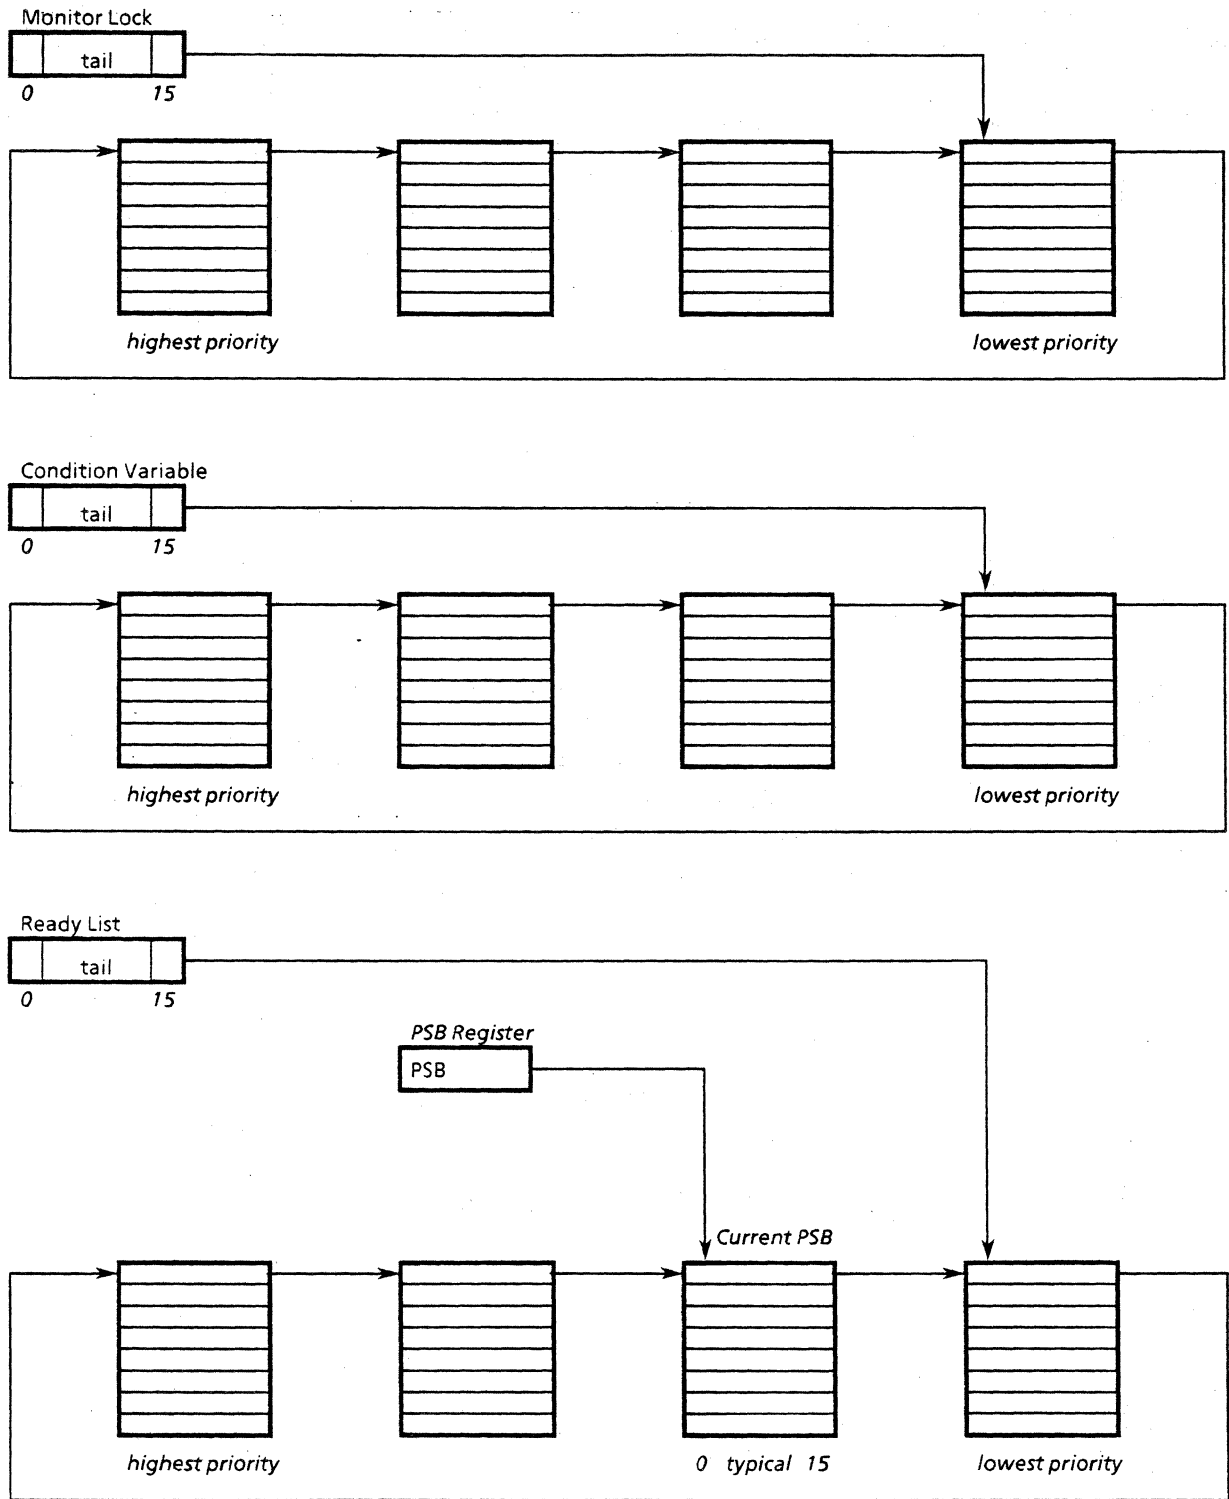 Monitor Lock
tail
0 15
highest priority lowest priority
Condition Variable
tail
0 15
highest priority lowest priority
Ready List
tail
0 15
PSB Register
PSB
Current PSB
highest priority 0 typical 15 lowest priority